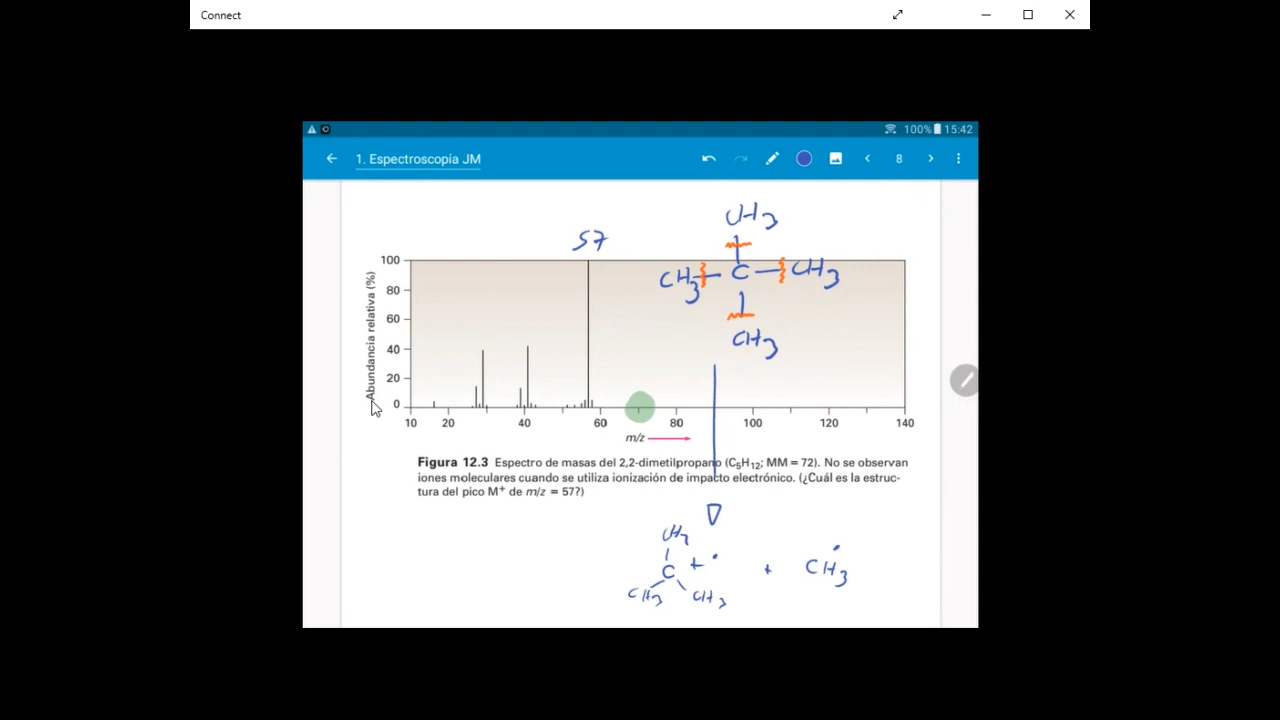 Connect
100% 15:42
1. Espectroscopía JM
8
CH3
57
CH3 C CH3
CH3
Abundancia relativa (%)
100
80
60
40
20
0
10 20 40 60 80 100 120 140
m/z
Figura 12.3 Espectro de masas del 2,2-dimetilpropano (C₅H₁₂; MM = 72). No se observan
iones moleculares cuando se utiliza ionización de impacto electrónico. (¿Cuál es la estruc-
tura del pico M⁺ de m/z = 57?)
CH3
C + · + CH3
CH3 CH3